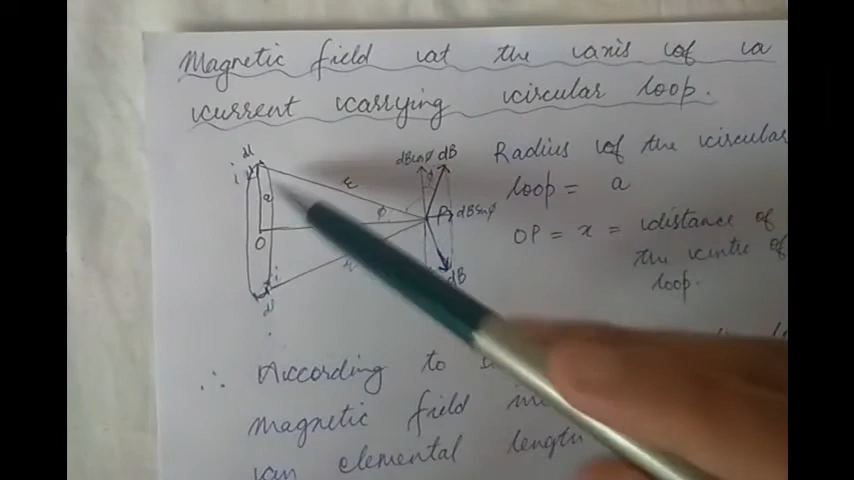 Magnetic field at the axis of a
current carrying circular loop.
dl
i
a
r
φ
O
r
i
dl
dBcosφ dB
φ
P dBsinφ
dB
Radius of the circular
loop = a
OP = x = distance of
the centre of
loop.
∴ According to
magnetic field
an elemental length